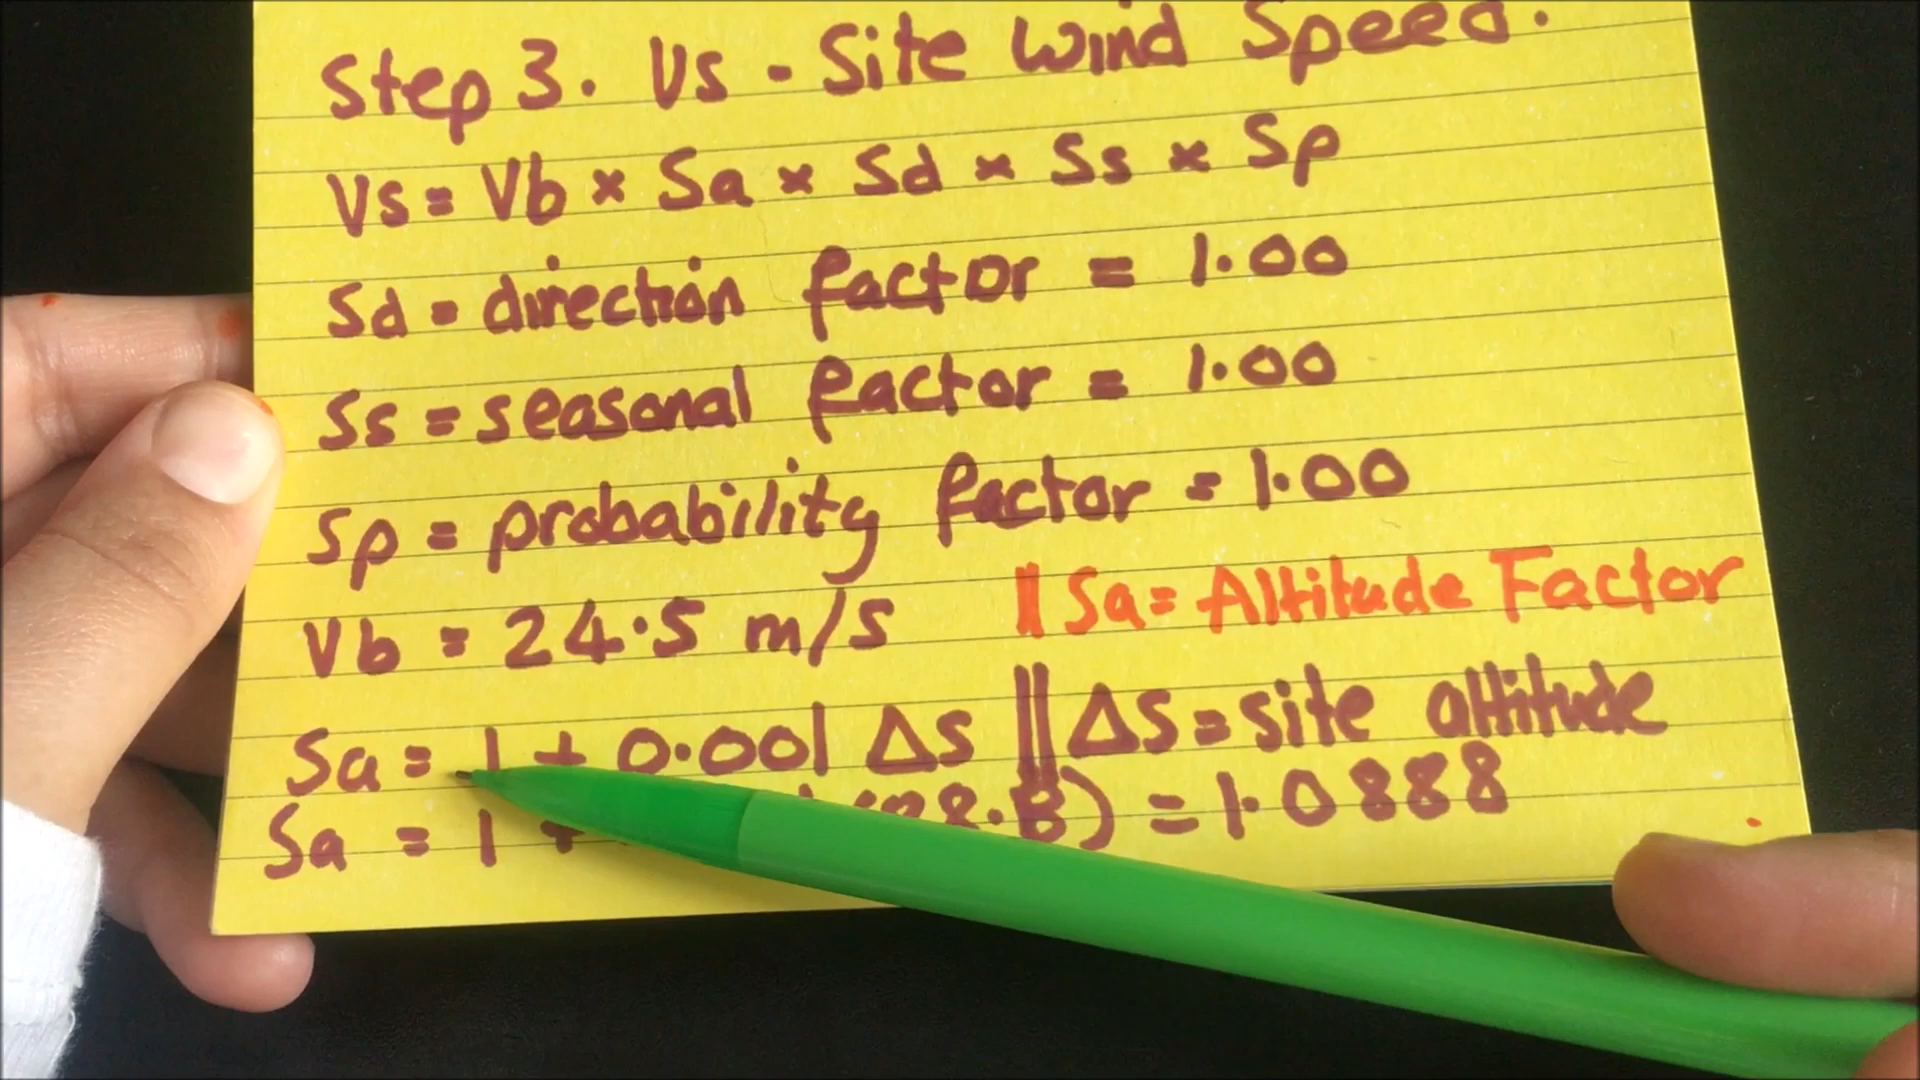 Step 3. Vs - Site Wind Speed.
Vs = Vb × Sa × Sd × Ss × Sp
Sd = direction factor = 1.00
Ss = seasonal factor = 1.00
Sp = probability factor = 1.00
Vb = 24.5 m/s || Sa = Altitude Factor
Sa = 1 + 0.001 Δs || Δs = site altitude
Sa = 1 + 8.8) = 1.0888